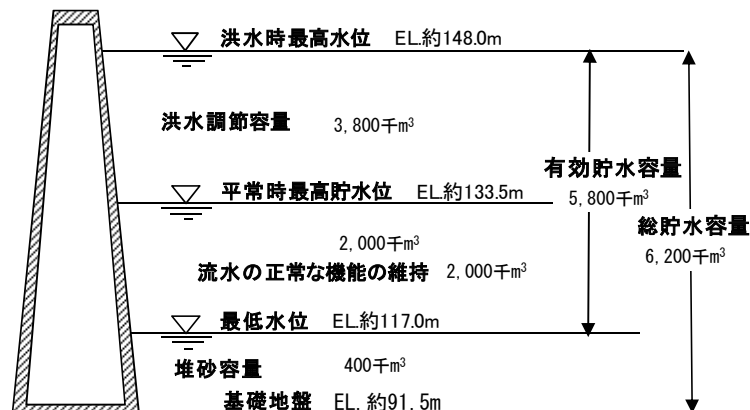 洪水時最高水位 EL.約148.0m
洪水調節容量 3,800千m³
有効貯水容量
5,800千m³
平常時最高貯水位 EL.約133.5m
総貯水容量
6,200千m³
2,000千m³
流水の正常な機能の維持 2,000千m³
最低水位 EL.約117.0m
堆砂容量 400千m³
基礎地盤 EL. 約91.5m